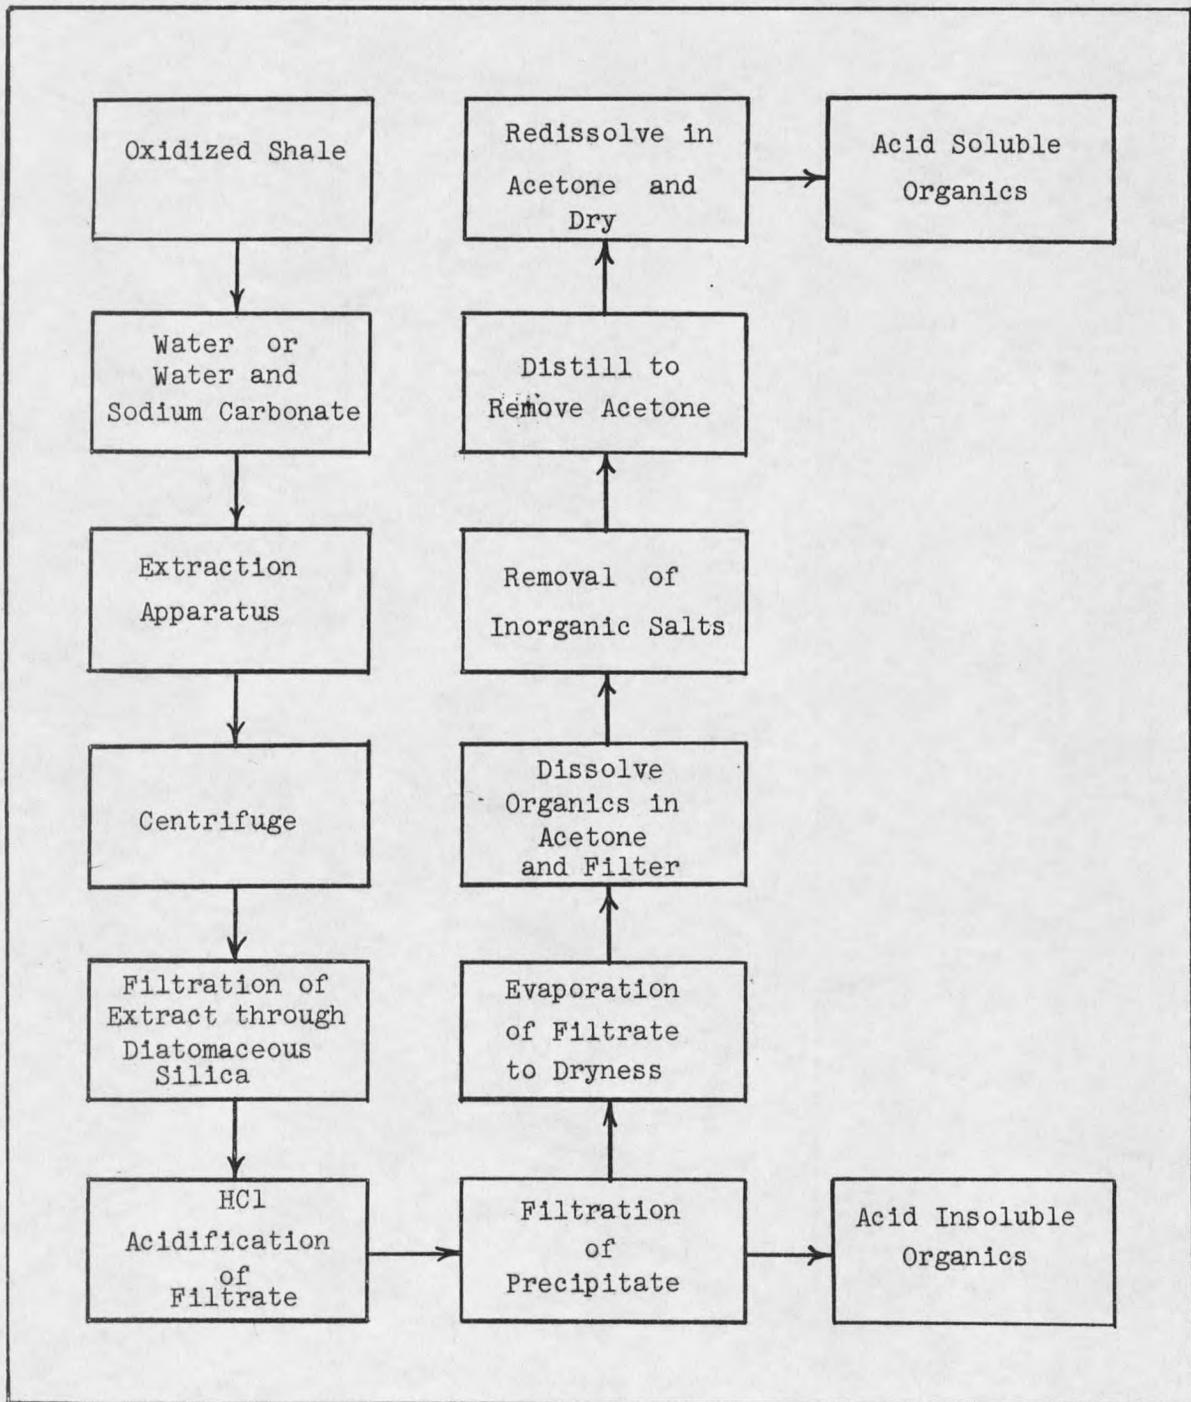 Oxidized Shale
Water or
Water and
Sodium Carbonate
Extraction
Apparatus
Centrifuge
Filtration of
Extract through
Diatomaceous
Silica
HCl
Acidification
of
Filtrate
Filtration
of
Precipitate
Acid Insoluble
Organics
Evaporation
of Filtrate
to Dryness
Dissolve
Organics in
Acetone
and Filter
Removal of
Inorganic Salts
Distill to
Remove Acetone
Redissolve in
Acetone and
Dry
Acid Soluble
Organics